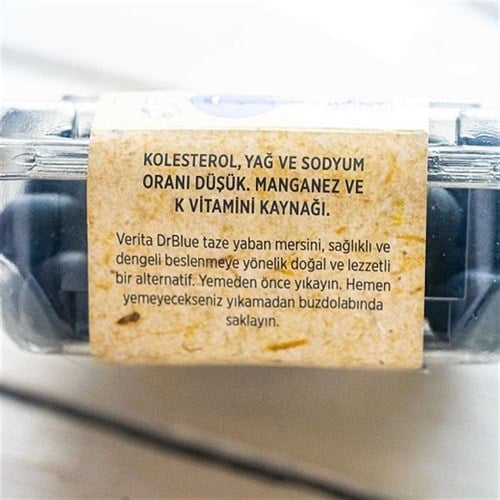 KOLESTEROL, YAĞ VE SODYUM
ORANI DÜŞÜK. MANGANEZ VE
K VİTAMİNİ KAYNAĞI.
Verita DrBlue taze yaban mersini, sağlıklı ve
dengeli beslenmeye yönelik doğal ve lezzetli
bir alternatif. Yemeden önce yıkayın. Hemen
yemeyecekseniz yıkamadan buzdolabında
saklayın.